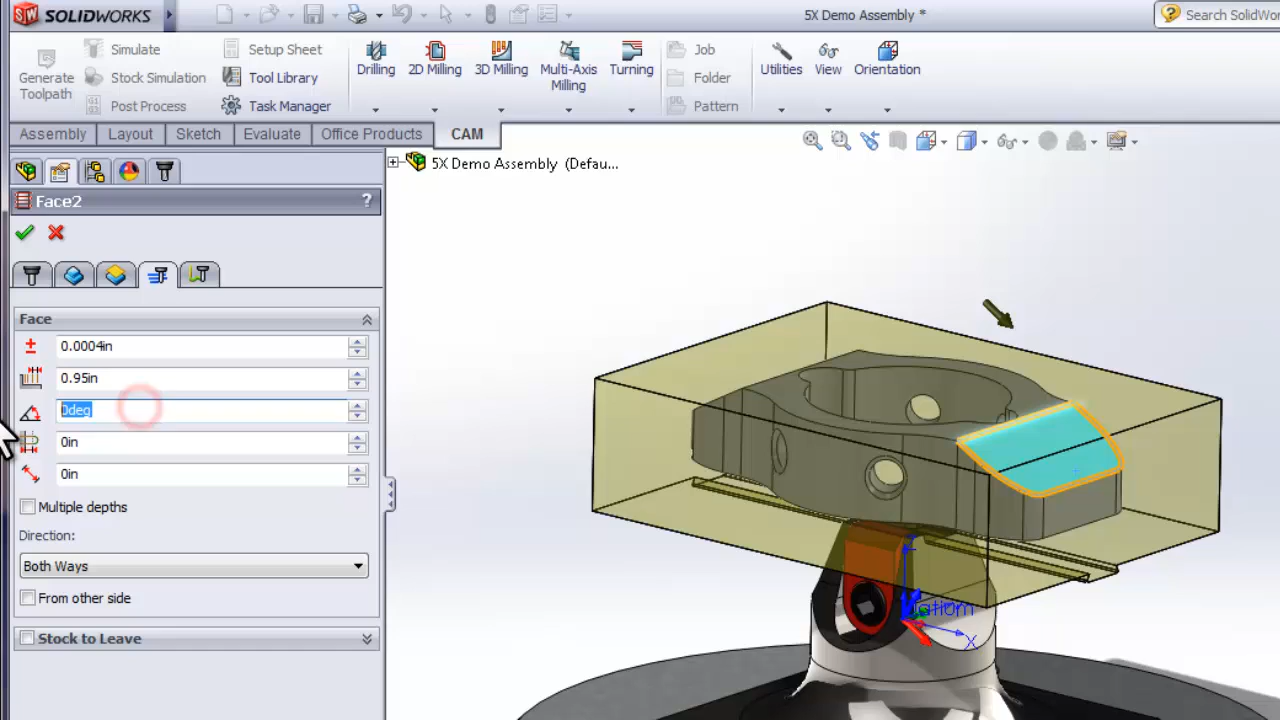 SOLIDWORKS
5X Demo Assembly *
Search SolidWor
Generate Toolpath
Simulate
Stock Simulation
Post Process
Setup Sheet
Tool Library
Task Manager
Drilling
2D Milling
3D Milling
Multi-Axis Milling
Turning
Job
Folder
Pattern
Utilities
View
Orientation
Assembly
Layout
Sketch
Evaluate
Office Products
CAM
5X Demo Assembly (Defau...
Face2
?
Face
0.0004in
0.95in
0deg
0in
0in
Multiple depths
Direction:
Both Ways
From other side
Stock to Leave
X